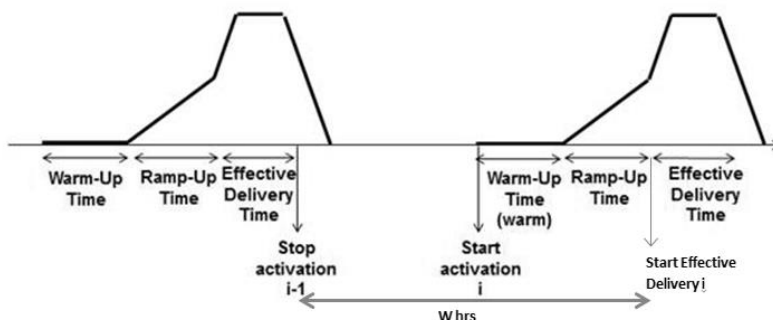 Warm-Up
Time
Ramp-Up
Time
Effective
Delivery
Time
Warm-Up
Time
(warm)
Ramp-Up
Time
Effective
Delivery
Time
Stop
activation
i-1
Start
activation
i
Start Effective
Delivery i
W hrs